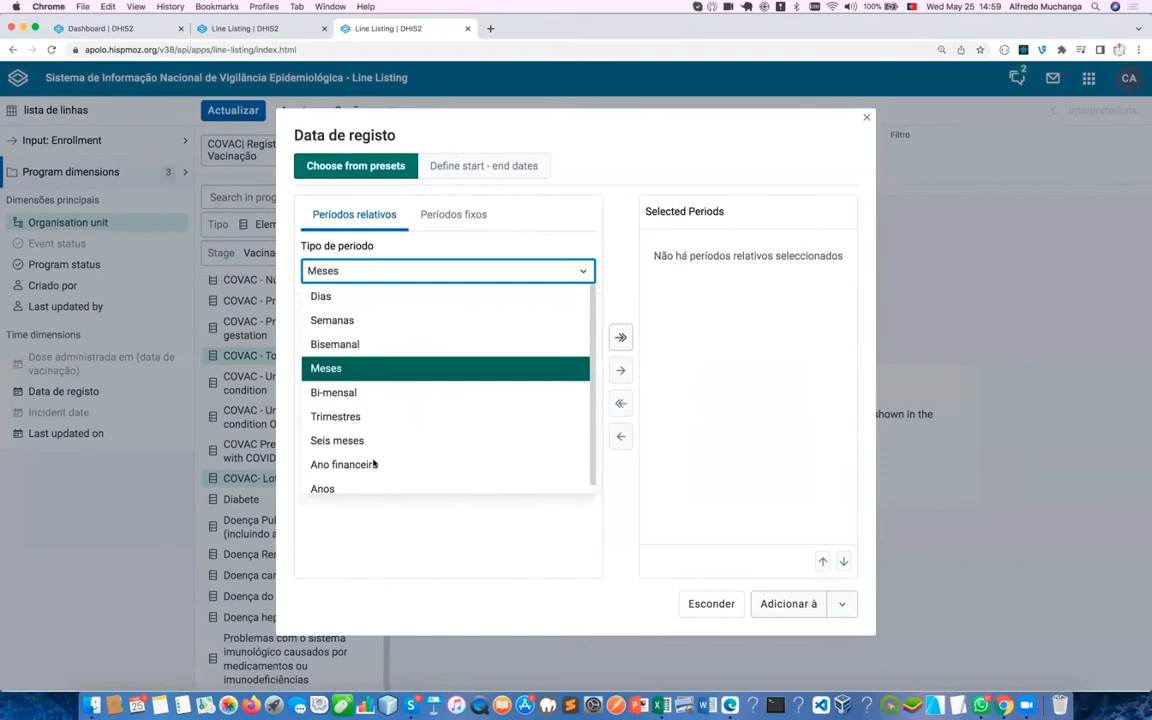 Chrome File Edit View History Bookmarks Profiles Tab Window Help 100% Wed May 25 14:59 Alfredo Muchanga
Dashboard | DHIS2 Line Listing | DHIS2 Line Listing | DHIS2
apolo.hispmoz.org/v38/api/apps/line-listing/index.html
Sistema de Informação Nacional de Vigilância Epidemiológica - Line Listing 2 CA
lista de linhas
Input: Enrollment
Program dimensions 3
Dimensões principais
Organisation unit
Event status
Program status
Criado por
Last updated by
Time dimensions
Dose administrada em (data de
vacinação)
Data de registo
Incident date
Last updated on
Actualizar
COVAC| Regist
Vacinação
Search in prog
Tipo Elem
Stage Vacina
COVAC - Nú
COVAC - Pr
COVAC - Pr
gestation
COVAC - To
COVAC - Un
condition
COVAC - Un
condition O
COVAC Pre
with COVID
COVAC- Lot
Diabete
Doença Pul
(incluindo a
Doença Ren
Doença car
Doença do
Doença hep
Problemas com o sistema
imunológico causados por
medicamentos ou
imunodeficiências
Data de registo
Choose from presets Define start - end dates
Períodos relativos Períodos fixos
Tipo de periodo
Meses
Dias
Semanas
Bisemanal
Meses
Bi-mensal
Trimestres
Seis meses
Ano financeiro
Anos
Selected Periods
Não há períodos relativos seleccionados
Esconder Adicionar à
Interpretations
Filtro
shown in the